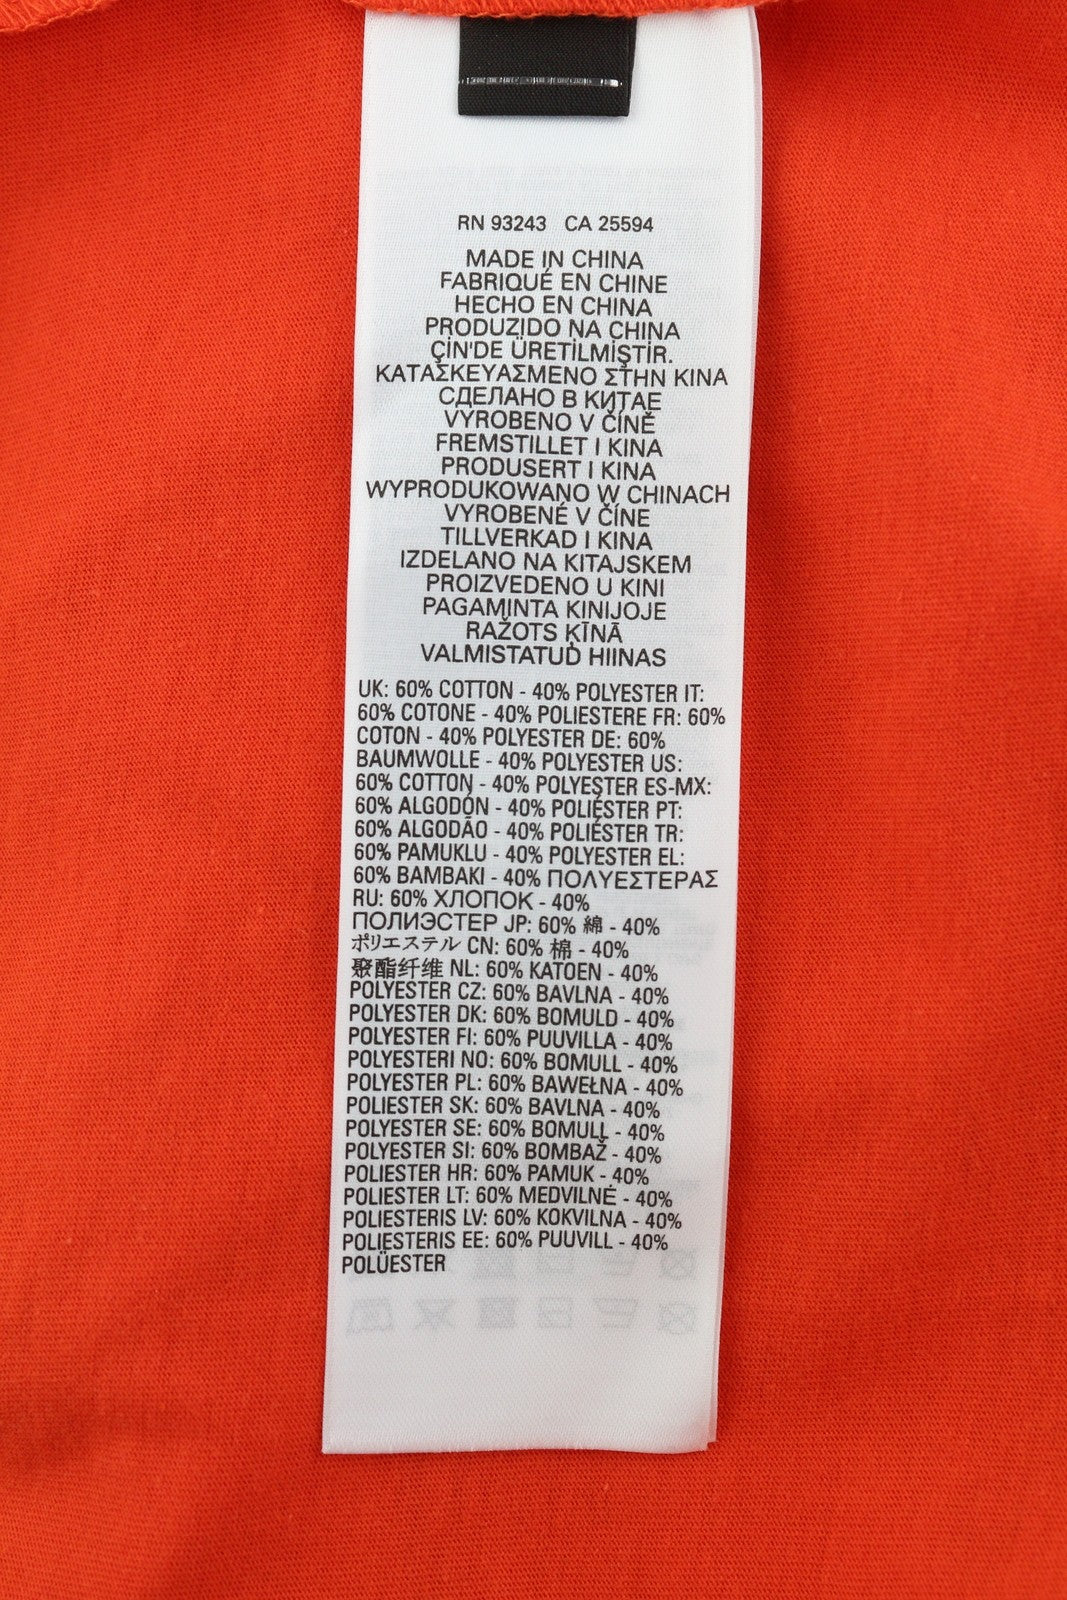 RN 93243 CA 25594
MADE IN CHINA
FABRIQUÉ EN CHINE
HECHO EN CHINA
PRODUZIDO NA CHINA
ÇİN'DE ÜRETİLMİŞTİR.
ΚΑΤΑΣΚΕΥΑΣΜΕΝΟ ΣΤΗΝ ΚΙΝΑ
СДЕЛАНО В КИТАЕ
VYROBENO V ČÍNĚ
FREMSTILLET I KINA
PRODUSERT I KINA
WYPRODUKOWANO W CHINACH
VYROBENÉ V ČÍNE
TILLVERKAD I KINA
IZDELANO NA KITAJSKEM
PROIZVEDENO U KINI
PAGAMINTA KINIJOJE
RAŽOTS ĶĪNĀ
VALMISTATUD HIINAS
UK: 60% COTTON - 40% POLYESTER IT:
60% COTONE - 40% POLIESTERE FR: 60%
COTON - 40% POLYESTER DE: 60%
BAUMWOLLE - 40% POLYESTER US:
60% COTTON - 40% POLYESTER ES-MX:
60% ALGODÓN - 40% POLIÉSTER PT:
60% ALGODÃO - 40% POLIÉSTER TR:
60% PAMUKLU - 40% POLYESTER EL:
60% ΒΑΜΒΑΚΙ - 40% ΠΟΛΥΕΣΤΕΡΑΣ
RU: 60% ХЛОПОК - 40%
ПОЛИЭСТЕР JP: 60% 綿 - 40%
ポリエステル CN: 60% 棉 - 40%
聚酯纤维 NL: 60% KATOEN - 40%
POLYESTER CZ: 60% BAVLNA - 40%
POLYESTER DK: 60% BOMULD - 40%
POLYESTER FI: 60% PUUVILLA - 40%
POLYESTERI NO: 60% BOMULL - 40%
POLYESTER PL: 60% BAWEŁNA - 40%
POLIESTER SK: 60% BAVLNA - 40%
POLYESTER SE: 60% BOMULL - 40%
POLYESTER SI: 60% BOMBAŽ - 40%
POLIESTER HR: 60% PAMUK - 40%
POLIESTER LT: 60% MEDVILNÉ - 40%
POLIESTERIS LV: 60% KOKVILNA - 40%
POLIESTERIS EE: 60% PUUVILL - 40%
POLÜESTER